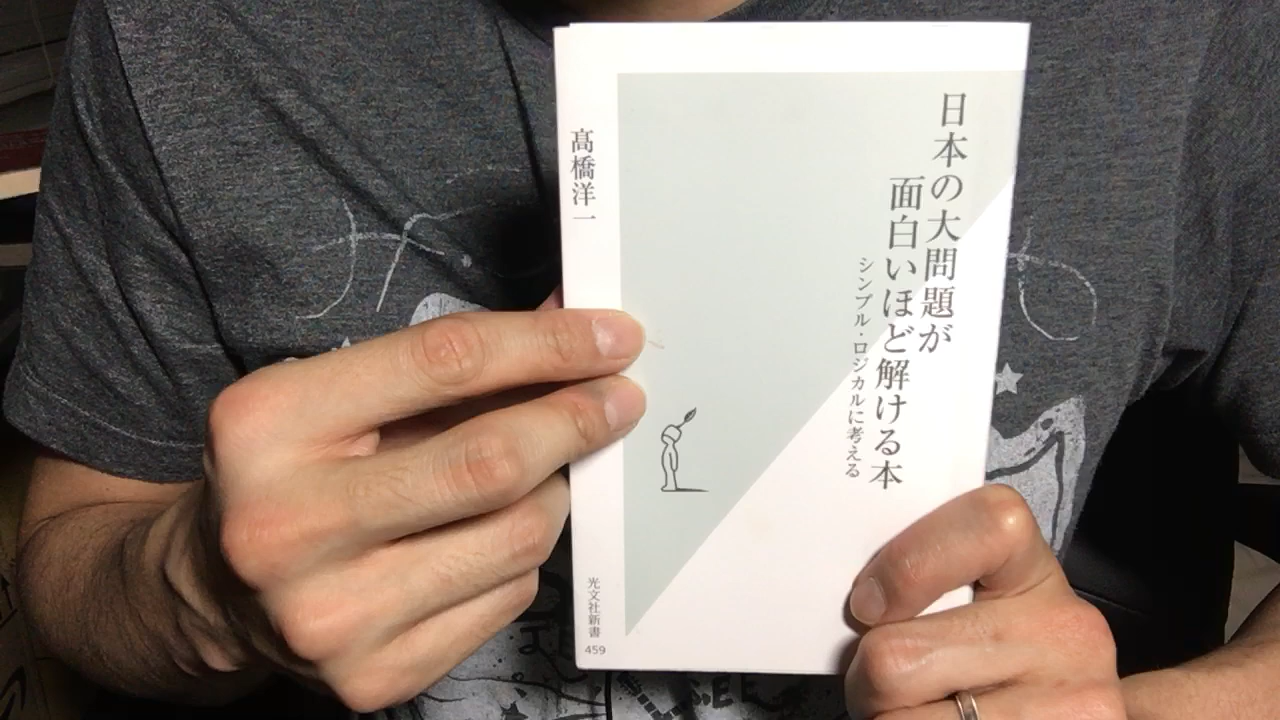 日本の大問題が
面白いほど解ける本
シンプル・ロジカルに考える
髙橋洋一
光文社新書
459